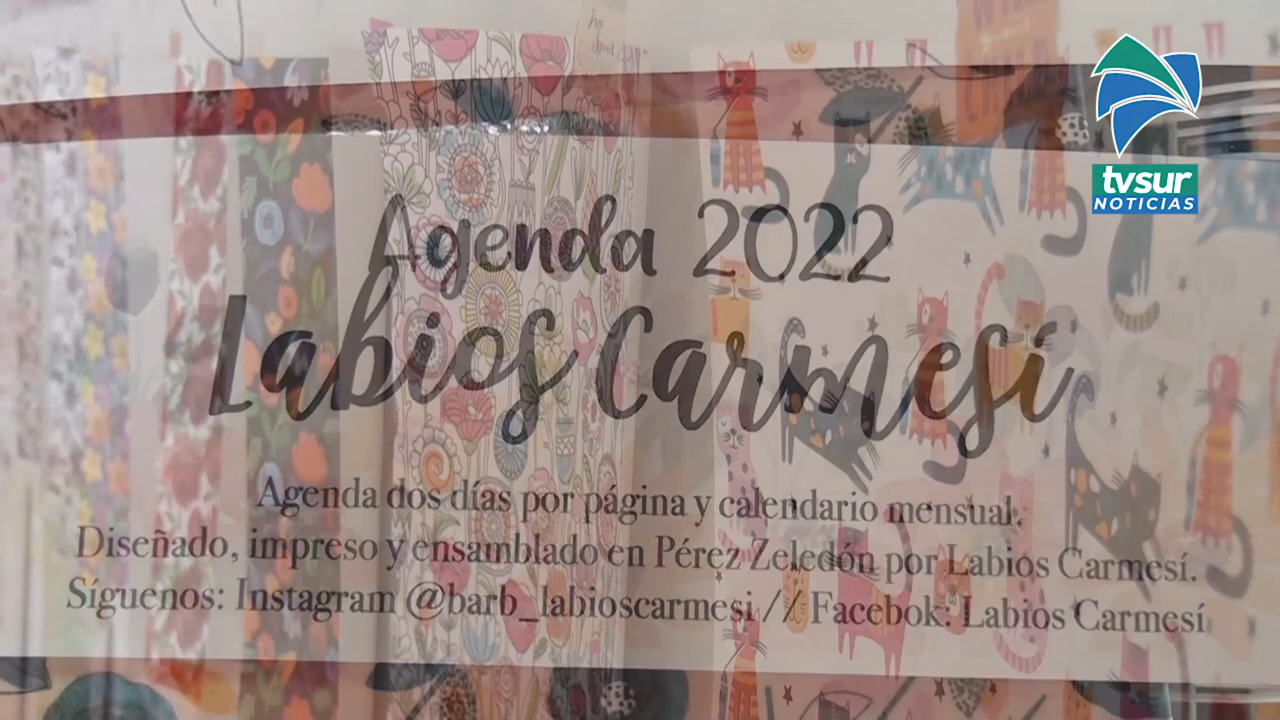 tvsur
NOTICIAS
Agenda 2022
Labios Carmesí
Agenda dos días por página y calendario mensual.
Diseñado, impreso y ensamblado en Pérez Zeledón por Labios Carmesí.
Síguenos: Instagram @barb_labioscarmesi // Facebok: Labios Carmesí